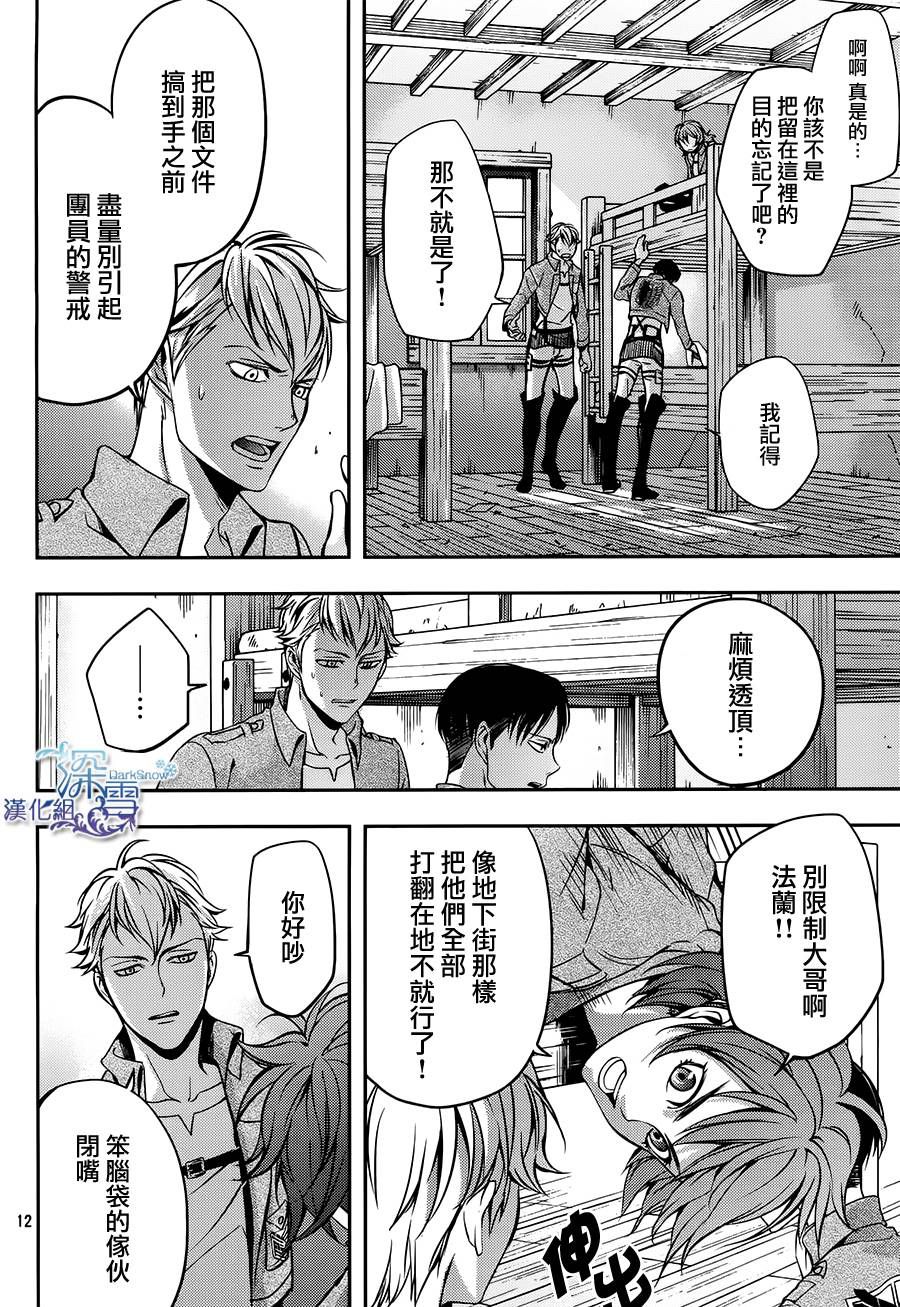 啊啊 真是的…
你該不是
把留在這裡的
目的忘記了吧？
那不就是了！
我記得
把那個文件
搞到手之前
盡量別引起
團員的警戒
麻煩透頂…
—…
別限制大哥啊
法蘭!!
像地下街那樣
把他們全部
打翻在地不就行了！
伸出
你好吵
笨腦袋的傢伙
閉嘴
深雪
DarkSnow
漢化組
12